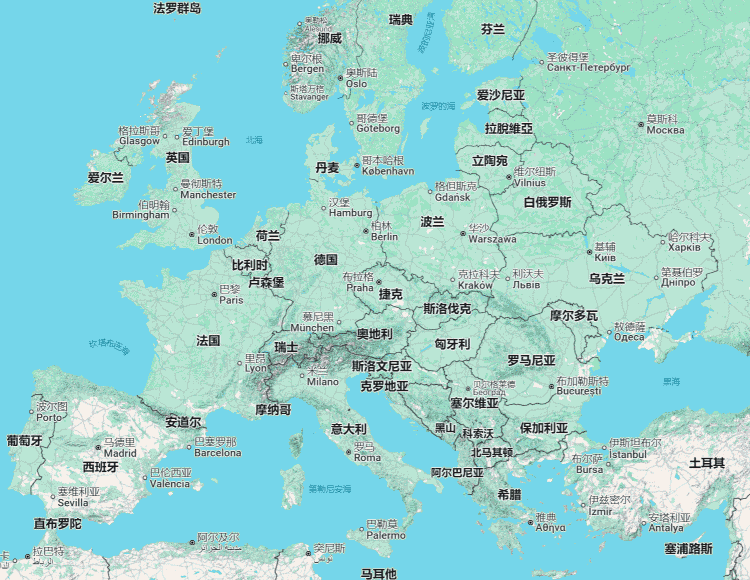 法罗群岛
瑞典
奥勒松
Ålesund
挪威
芬兰
卑尔根
Bergen
圣彼得堡
Санкт-Петербург
奥斯陆
Oslo
斯塔万格
Stavanger
爱沙尼亚
波罗的海
哥德堡
Göteborg
拉脫維亞
莫斯科
Москва
格拉斯哥
Glasgow
爱丁堡
Edinburgh
北海
英国
丹麦
哥本哈根
København
立陶宛
维尔纽斯
Vilnius
爱尔兰
曼彻斯特
Manchester
格但斯克
Gdańsk
白俄罗斯
伯明翰
Birmingham
汉堡
Hamburg
波兰
伦敦
London
荷兰
柏林
Berlin
华沙
Warszawa
哈尔科夫
Харків
基辅
Київ
比利时
德国
卢森堡
布拉格
Praha
克拉科夫
Kraków
利沃夫
Львів
乌克兰
第聂伯罗
Дніпро
巴黎
Paris
捷克
斯洛伐克
摩尔多瓦
慕尼黑
München
敖德薩
Одеса
法国
奥地利
匈牙利
瑞士
里昂
Lyon
米兰
Milano
斯洛文尼亚
罗马尼亚
克罗地亚
贝尔格莱德
Београд
布加勒斯特
București
黑海
波尔图
Porto
摩纳哥
塞尔维亚
安道尔
意大利
黑山
科索沃
保加利亚
葡萄牙
马德里
Madrid
巴塞罗那
Barcelona
罗马
Roma
北马其顿
伊斯坦布尔
İstanbul
西班牙
巴伦西亚
Valencia
阿尔巴尼亚
布尔萨
Bursa
土耳其
塞维利亚
Sevilla
第勒尼安海
希腊
伊兹密尔
İzmir
直布罗陀
巴勒莫
Palermo
雅典
Αθήνα
安塔利亚
Antalya
阿尔及尔
拉巴特
الرباط
突尼斯
تونس
塞浦路斯
马耳他